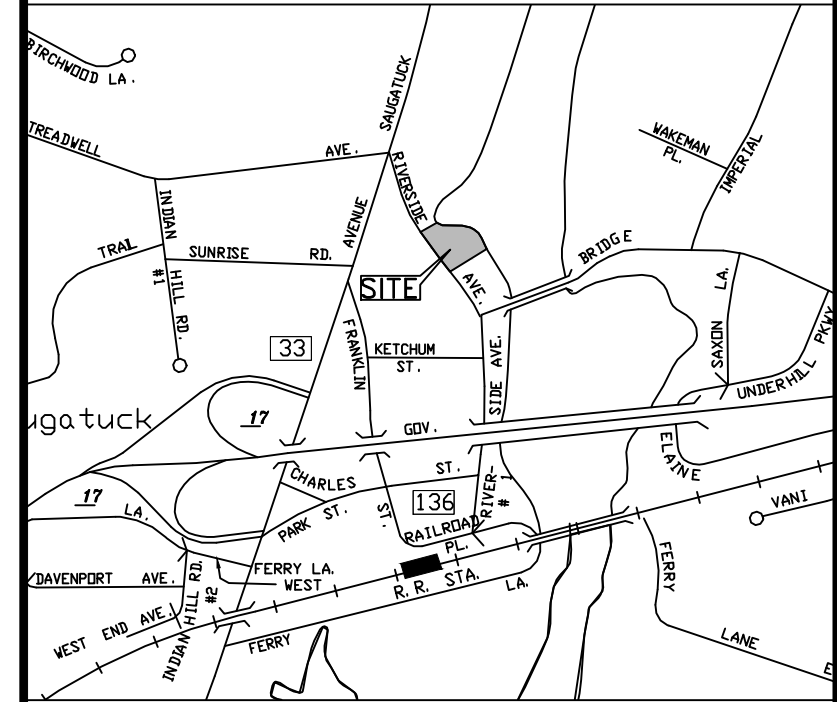 BIRCHWOOD LA.
SAUGATUCK
TREADWELL
AVE.
WAKEMAN
PL.
IMPERIAL
RIVERSIDE
INDIAN
AVENUE
TRAIL
SUNRISE RD.
BRIDGE
#1
HILL RD.
SITE
AVE.
LA.
SAXON
PKWY
UNDERHILL
33
FRANKLIN
KETCHUM
ST.
SIDE AVE.
ugatuck
17
GOV.
ELAINE
17
LA.
CHARLES
ST.
136
RIVER-
# 1
ST.
PARK ST.
RAILROAD
PL.
VANI
FERRY LA.
WEST
DAVENPORT AVE.
R.R. STA.
LA.
FERRY
INDIAN HILL RD.
#2
WEST END AVE.
FERRY
LANE
E